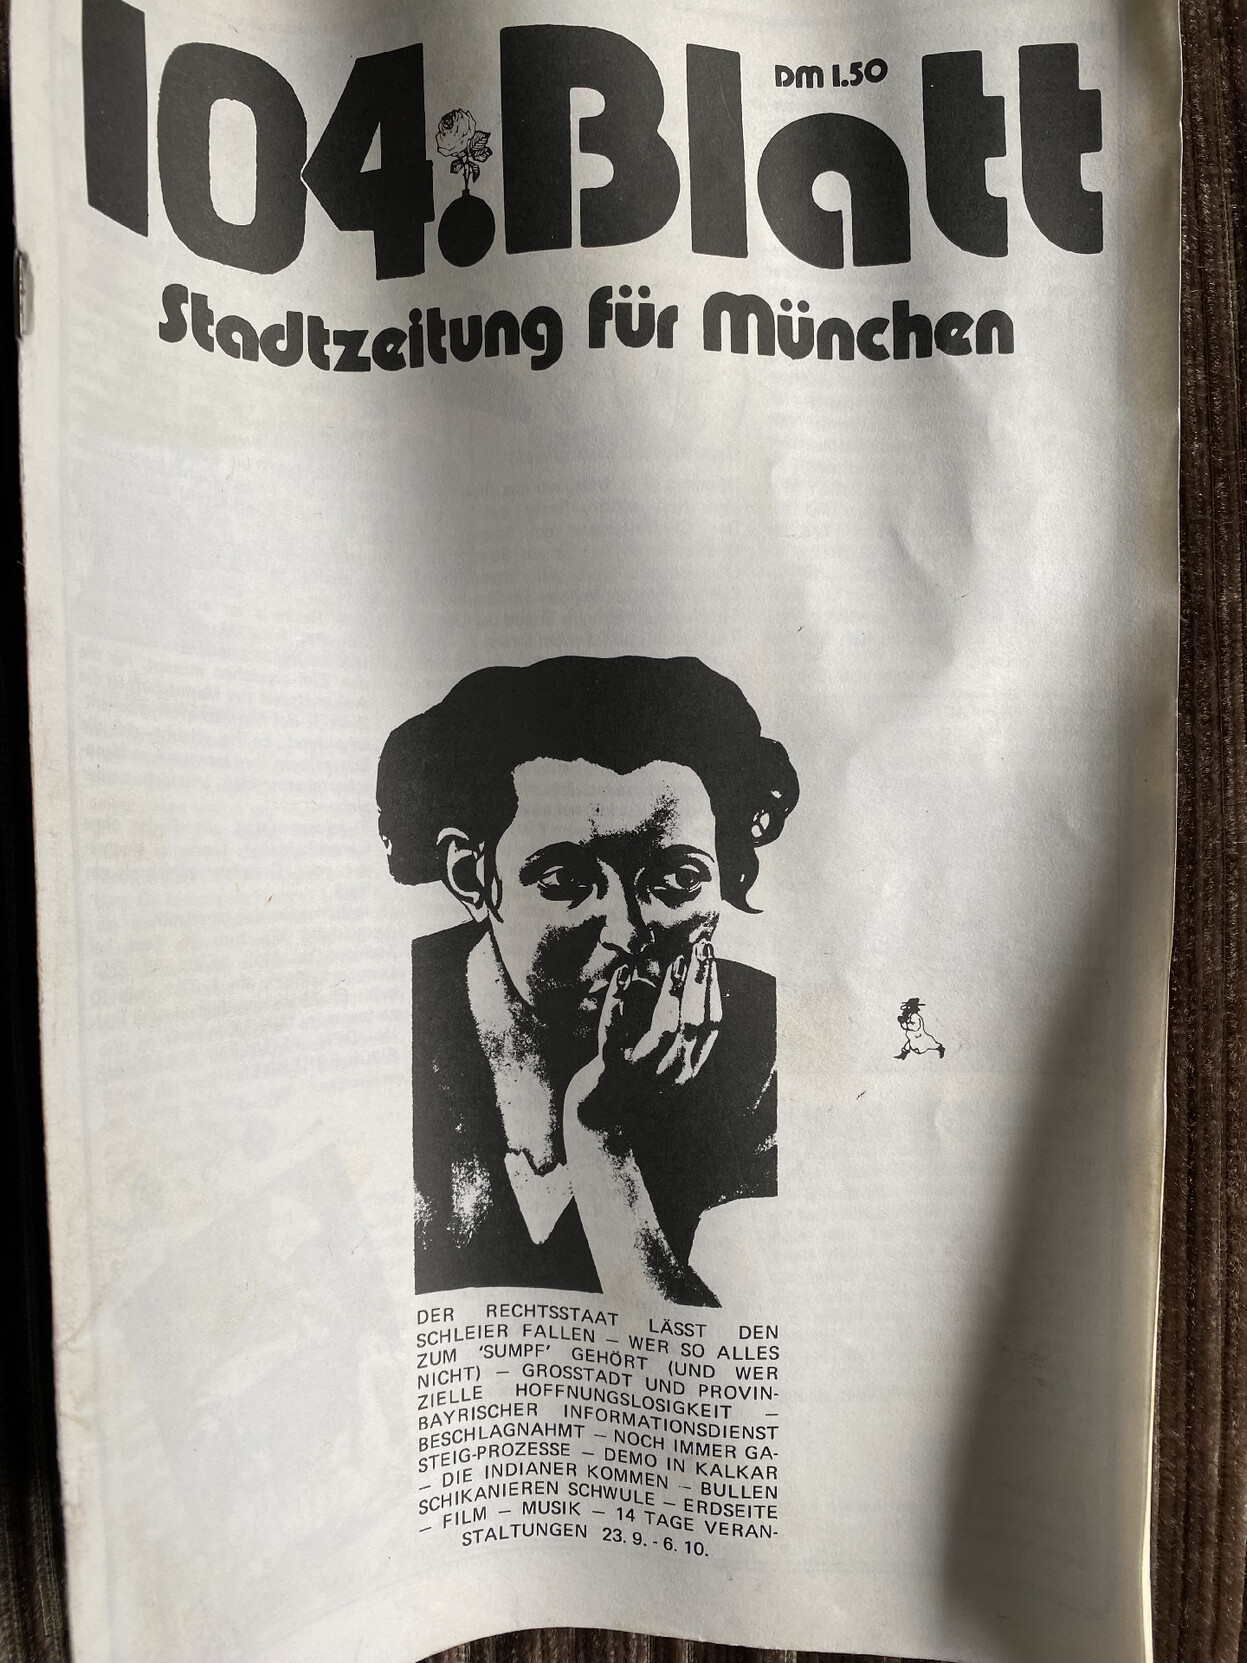 104. Blatt
DM 1.50
Stadtzeitung für München
DER RECHTSSTAAT LÄSST DEN
SCHLEIER FALLEN – WER SO ALLES
ZUM 'SUMPF' GEHÖRT (UND WER
NICHT) – GROSSTADT UND PROVIN-
ZIELLE HOFFNUNGSLOSIGKEIT –
BAYRISCHER INFORMATIONSDIENST
BESCHLAGNAHMT – NOCH IMMER GA-
STEIG-PROZESSE – DEMO IN KALKAR
– DIE INDIANER KOMMEN – BULLEN
SCHIKANIEREN SCHWULE – ERDSEITE
– FILM – MUSIK – 14 TAGE VERAN-
STALTUNGEN 23. 9. - 6. 10.